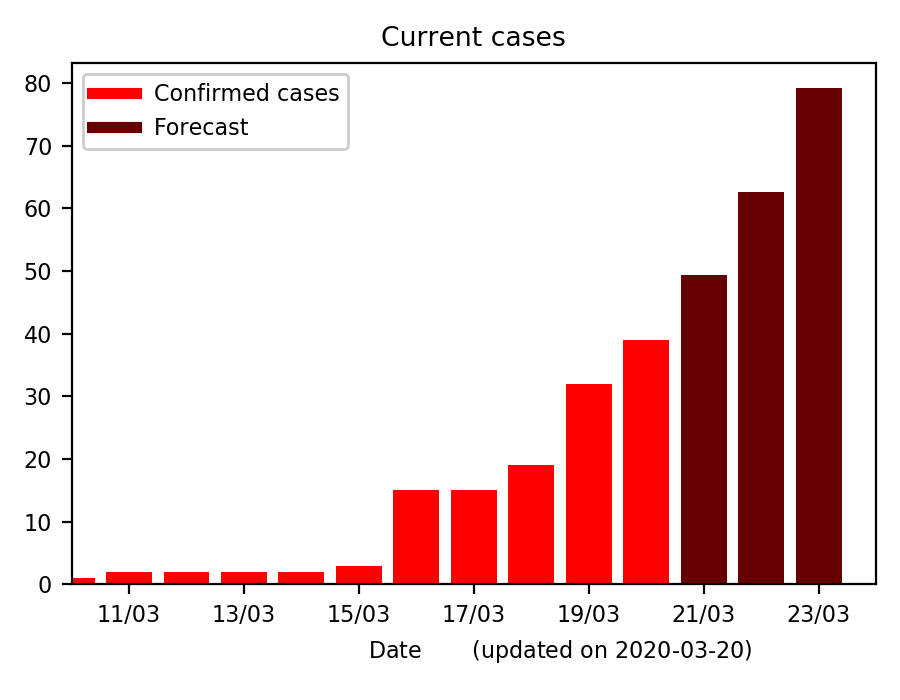 Current cases
Confirmed cases
Forecast
80
70
60
50
40
30
20
10
0
11/03 13/03 15/03 17/03 19/03 21/03 23/03
Date (updated on 2020-03-20)